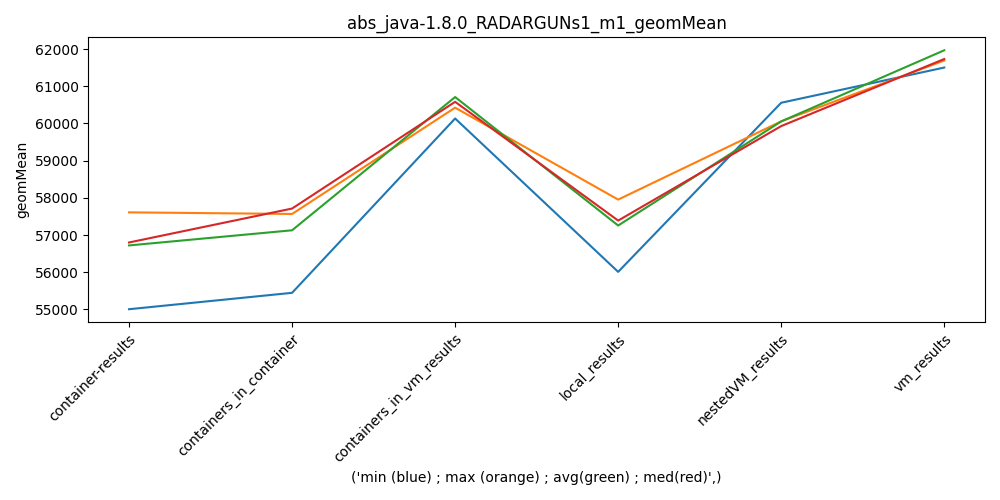 abs_java-1.8.0_RADARGUNs1_m1_geomMean
geomMean
62000
61000
60000
59000
58000
57000
56000
55000
container-results
containers_in_container
containers_in_vm_results
local_results
nestedVM_results
vm_results
('min (blue) ; max (orange) ; avg(green) ; med(red)',)